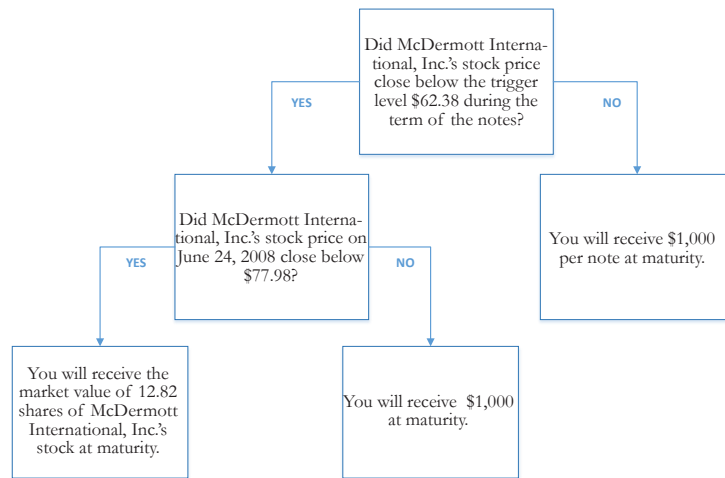 Did McDermott Interna-
tional, Inc.'s stock price
close below the trigger
level $62.38 during the
term of the notes?
YES
NO
Did McDermott Interna-
tional, Inc.'s stock price on
June 24, 2008 close below
$77.98?
You will receive $1,000
per note at maturity.
YES
NO
You will receive the
market value of 12.82
shares of McDermott
International, Inc.'s
stock at maturity.
You will receive $1,000
at maturity.